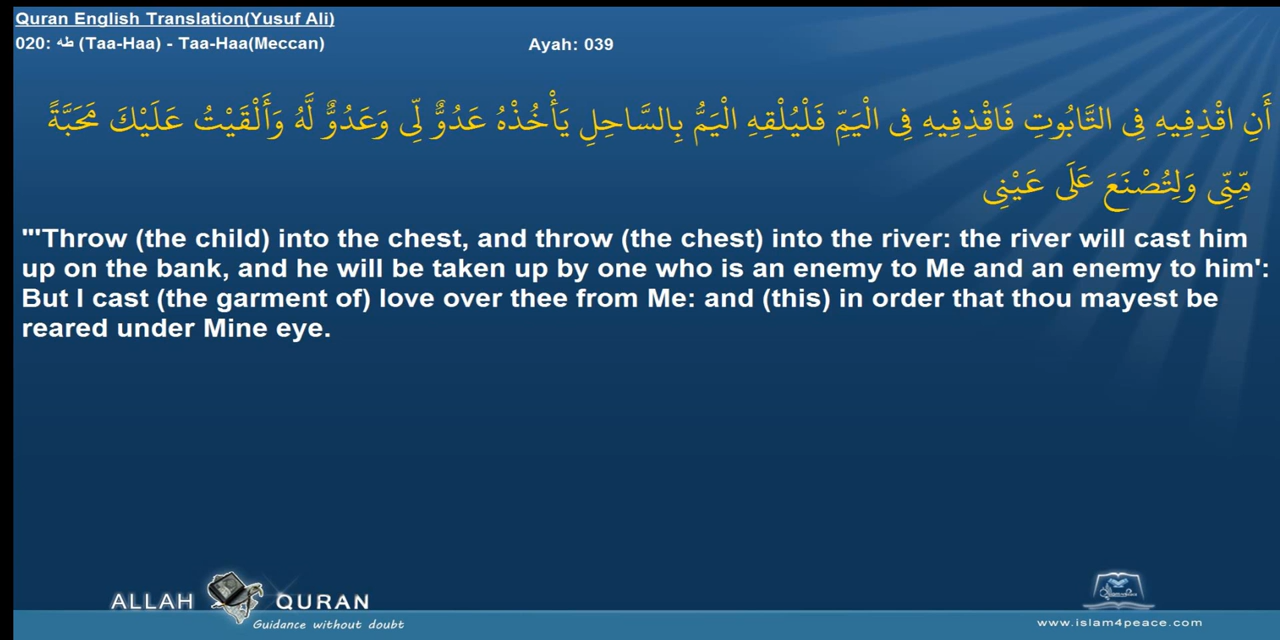 Quran English Translation(Yusuf Ali)
020: طه (Taa-Haa) - Taa-Haa(Meccan)
Ayah: 039
أَنِ اقْذِفِيهِ فِى التَّابُوتِ فَاقْذِفِيهِ فِى الْيَمِّ فَلْيُلْقِهِ الْيَمُّ بِالسَّاحِلِ يَأْخُذْهُ عَدُوٌّ لِّى وَعَدُوٌّ لَّهُ وَأَلْقَيْتُ عَلَيْكَ مَحَبَّةً
مِّنِّى وَلِتُصْنَعَ عَلَى عَيْنِى
"'Throw (the child) into the chest, and throw (the chest) into the river: the river will cast him
up on the bank, and he will be taken up by one who is an enemy to Me and an enemy to him':
But I cast (the garment of) love over thee from Me: and (this) in order that thou mayest be
reared under Mine eye.
ALLAH QURAN
Guidance without doubt
www.islam4peace.com